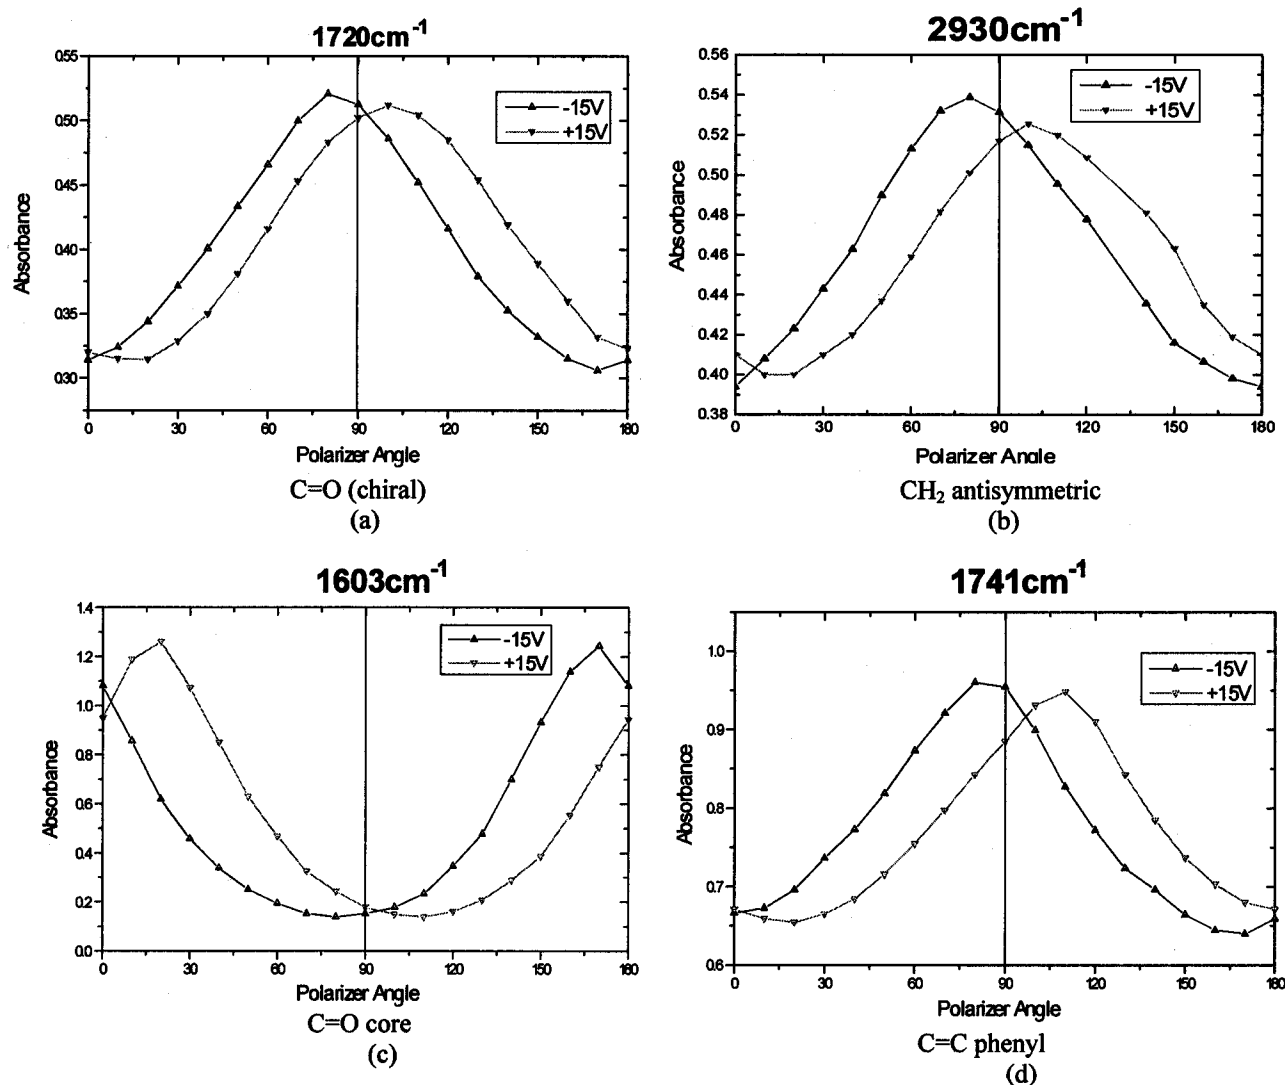 1720cm-1
0.55
0.50
0.45
0.40
0.35
0.30
Absorbance
-15V
+15V
0 30 60 90 120 150 180
Polarizer Angle
C=O (chiral)
(a)
2930cm-1
0.56
0.54
0.52
0.50
0.48
0.46
0.44
0.42
0.40
0.38
Absorbance
-15V
+15V
0 30 60 90 120 150 180
Polarizer Angle
CH2 antisymmetric
(b)
1603cm-1
1.4
1.2
1.0
0.8
0.6
0.4
0.2
0.0
Absorbance
-15V
+15V
0 30 60 90 120 150 180
Polarizer Angle
C=O core
(c)
1741cm-1
1.0
0.9
0.8
0.7
0.6
Absorbance
-15V
+15V
0 30 60 90 120 150 180
Polarizer Angle
C=C phenyl
(d)